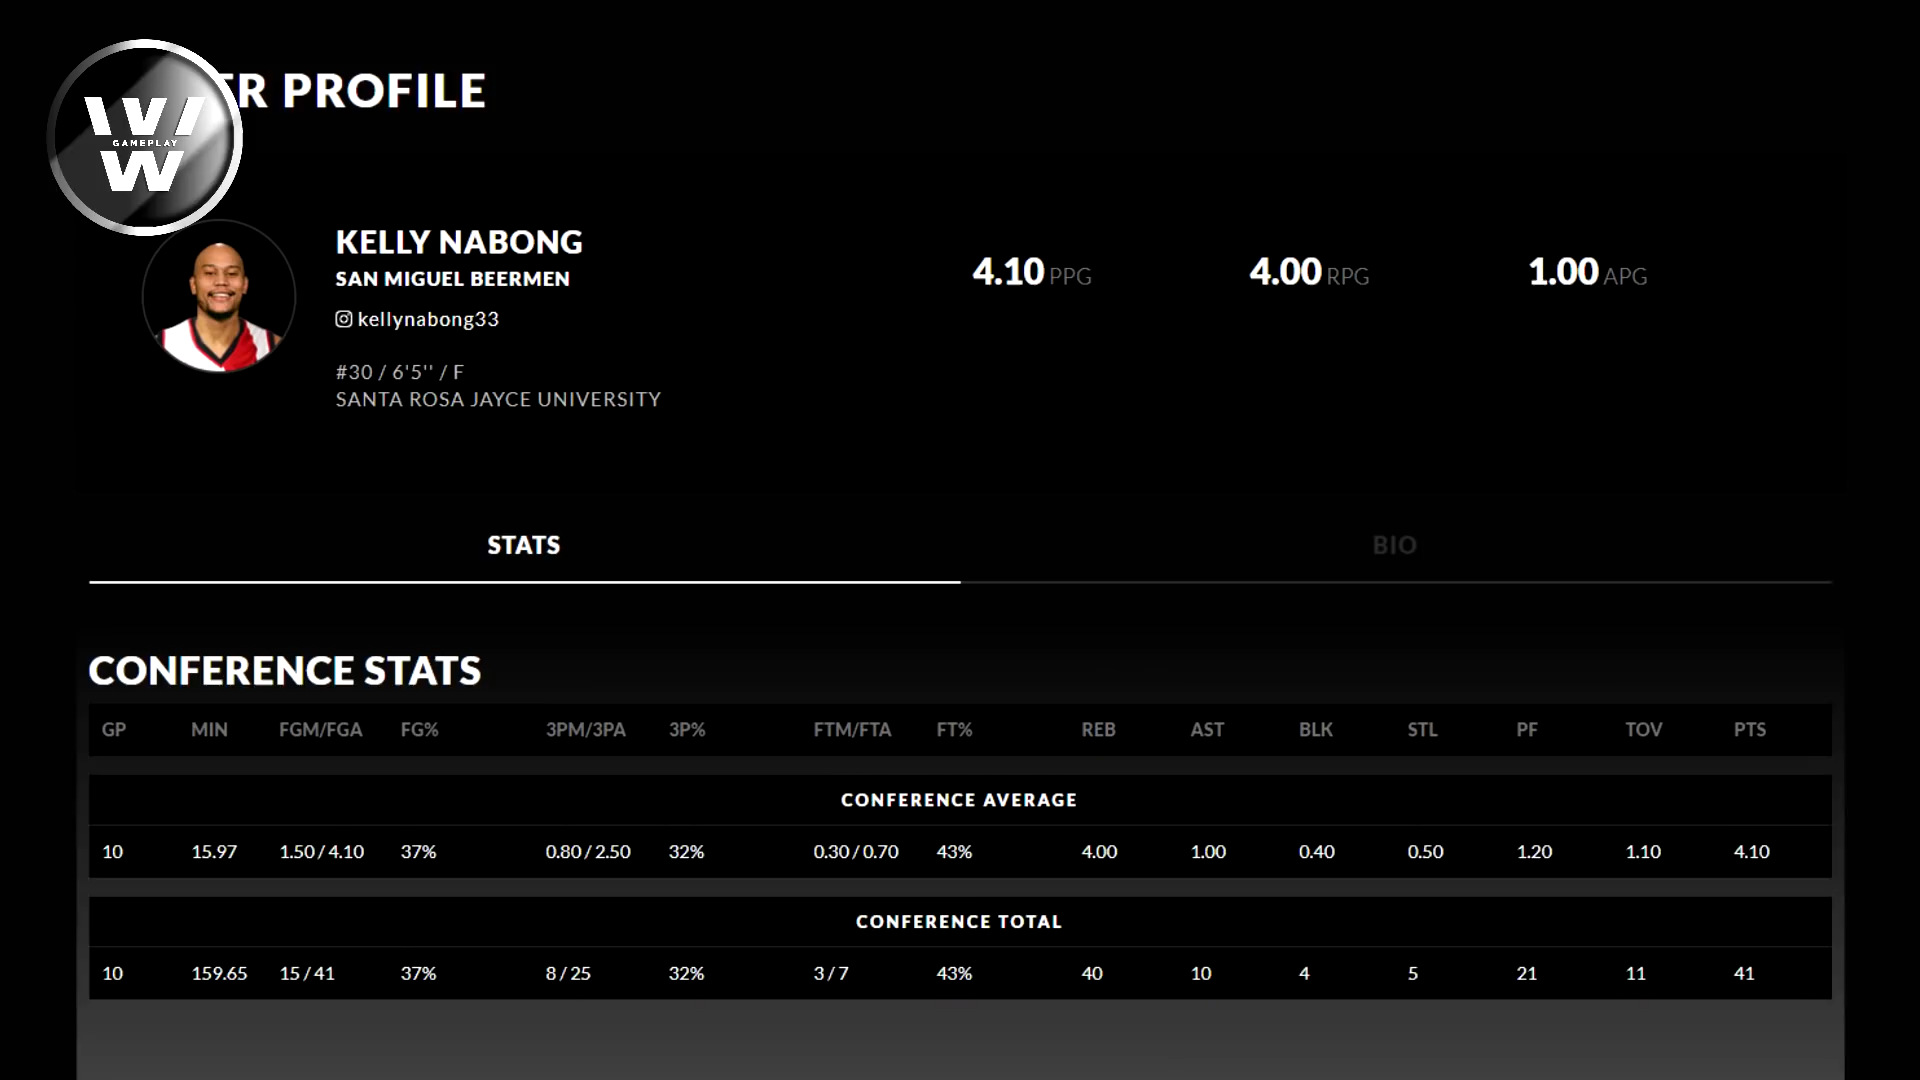 ER PROFILE
WW
GAMEPLAY
W
KELLY NABONG
SAN MIGUEL BEERMEN
kellynabong33
#30 / 6'5'' / F
SANTA ROSA JAYCE UNIVERSITY
4.10 PPG 4.00 RPG 1.00 APG
STATS BIO
CONFERENCE STATS
GP MIN FGM/FGA FG% 3PM/3PA 3P% FTM/FTA FT% REB AST BLK STL PF TOV PTS
CONFERENCE AVERAGE
10 15.97 1.50 / 4.10 37% 0.80 / 2.50 32% 0.30 / 0.70 43% 4.00 1.00 0.40 0.50 1.20 1.10 4.10
CONFERENCE TOTAL
10 159.65 15 / 41 37% 8 / 25 32% 3 / 7 43% 40 10 4 5 21 11 41